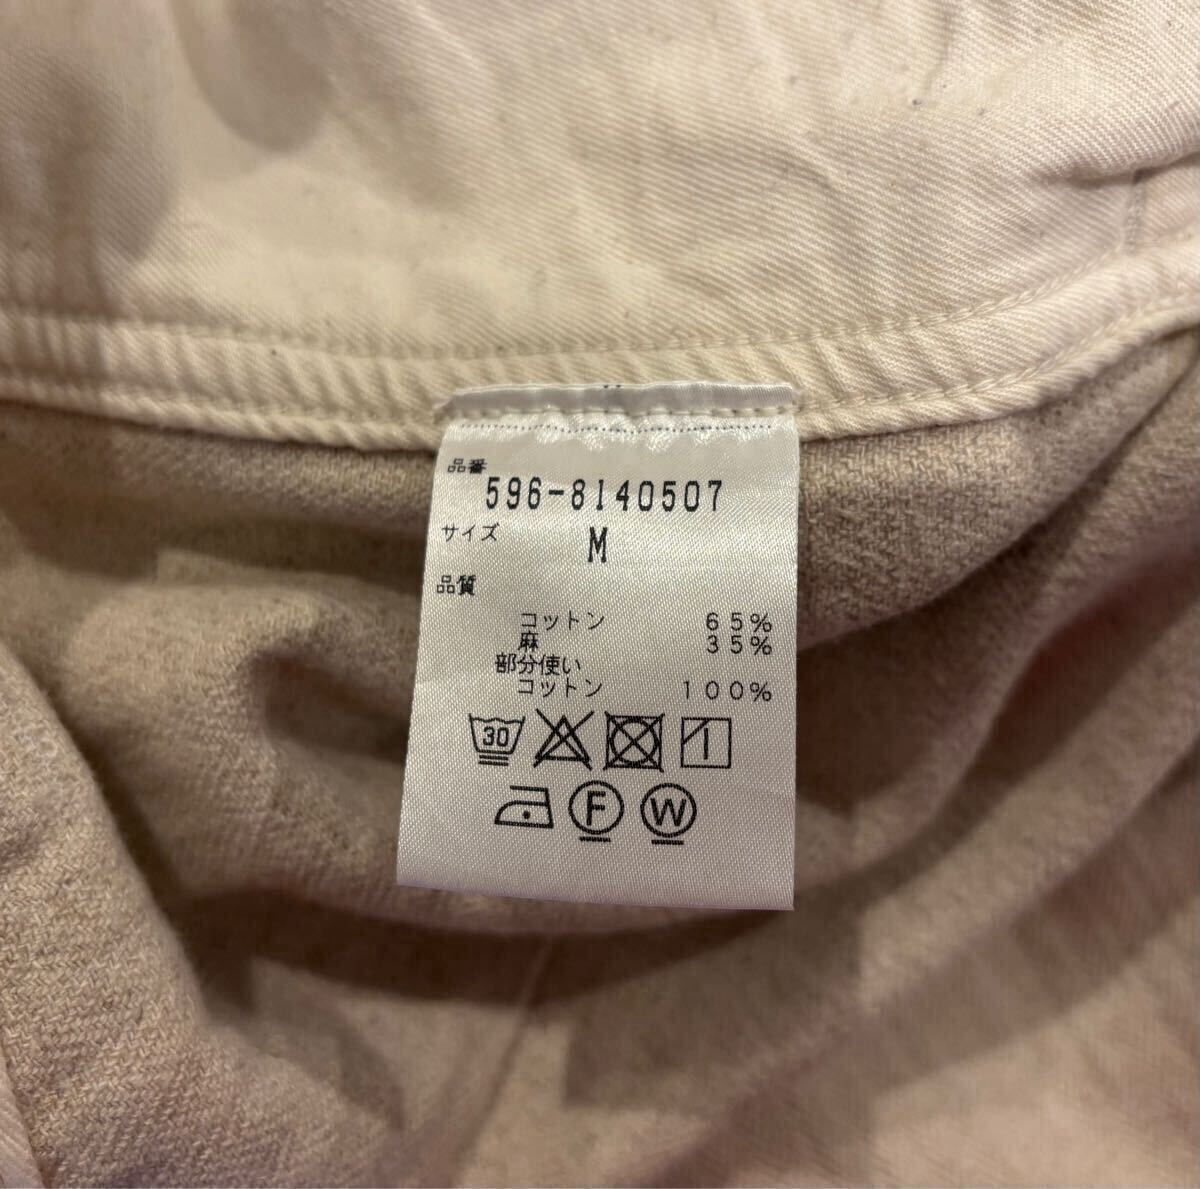 品番
596-8140507
サイズ
M
品質
コットン 65%
麻 35%
部分使い
コットン 100%
30
F W